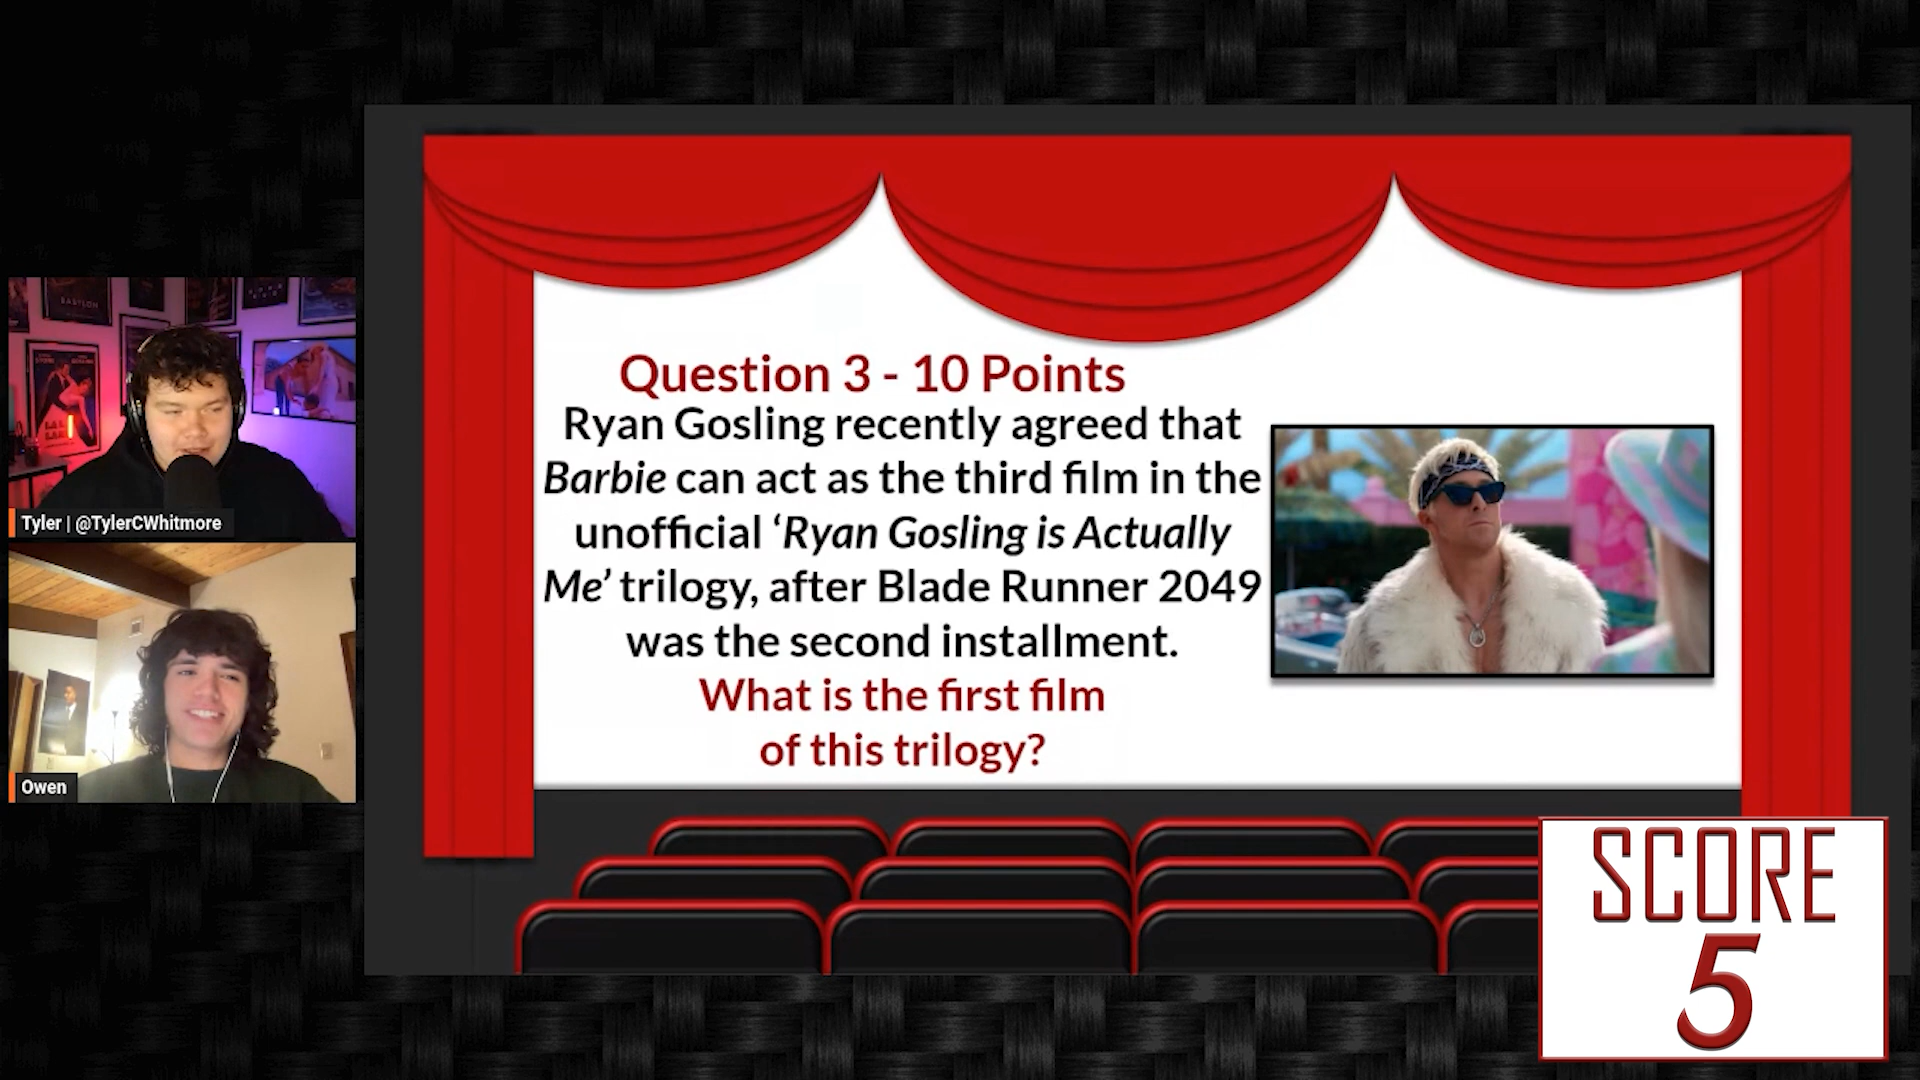 BABYLON
Tyler | @TylerCWhitmore
Owen
Question 3 - 10 Points
Ryan Gosling recently agreed that
Barbie can act as the third film in the
unofficial ‘Ryan Gosling is Actually
Me’ trilogy, after Blade Runner 2049
was the second installment.
What is the first film
of this trilogy?
SCORE
5